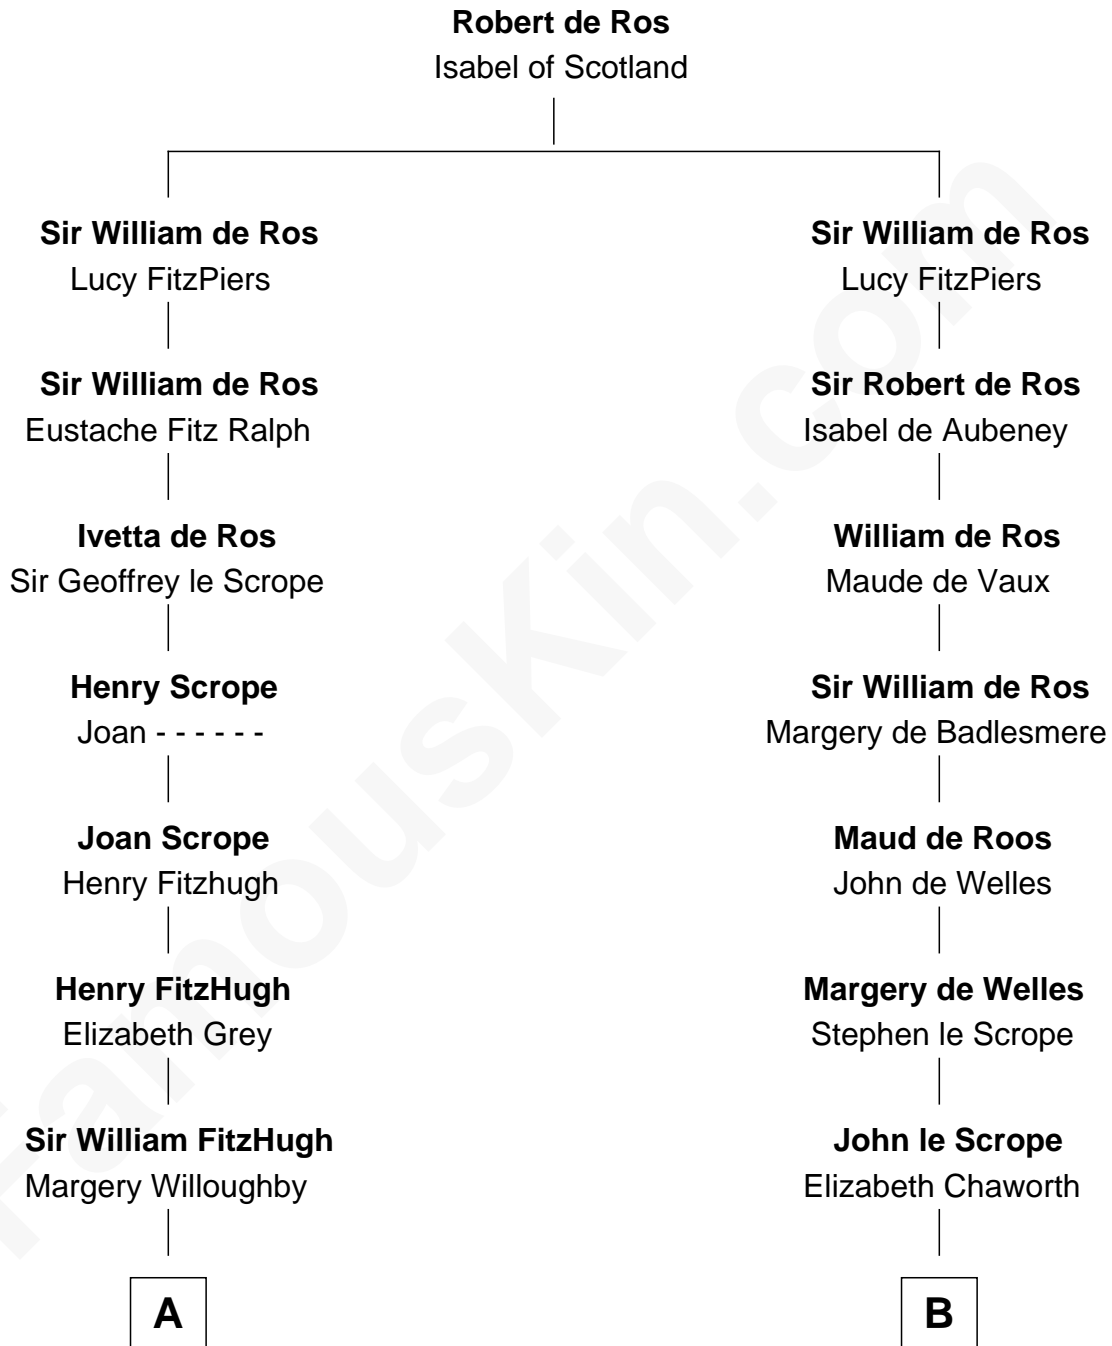 Robert de Ros
Isabel of Scotland
Sir William de Ros
Lucy FitzPiers
Sir William de Ros
Lucy FitzPiers
Sir William de Ros
Eustache Fitz Ralph
Sir Robert de Ros
Isabel de Aubeney
Ivetta de Ros
Sir Geoffrey le Scrope
William de Ros
Maude de Vaux
Henry Scrope
Joan - - - - - -
Sir William de Ros
Margery de Badlesmere
Joan Scrope
Henry Fitzhugh
Maud de Roos
John de Welles
Henry FitzHugh
Elizabeth Grey
Margery de Welles
Stephen le Scrope
Sir William FitzHugh
Margery Willoughby
John le Scrope
Elizabeth Chaworth
A
B
FamousKin.com